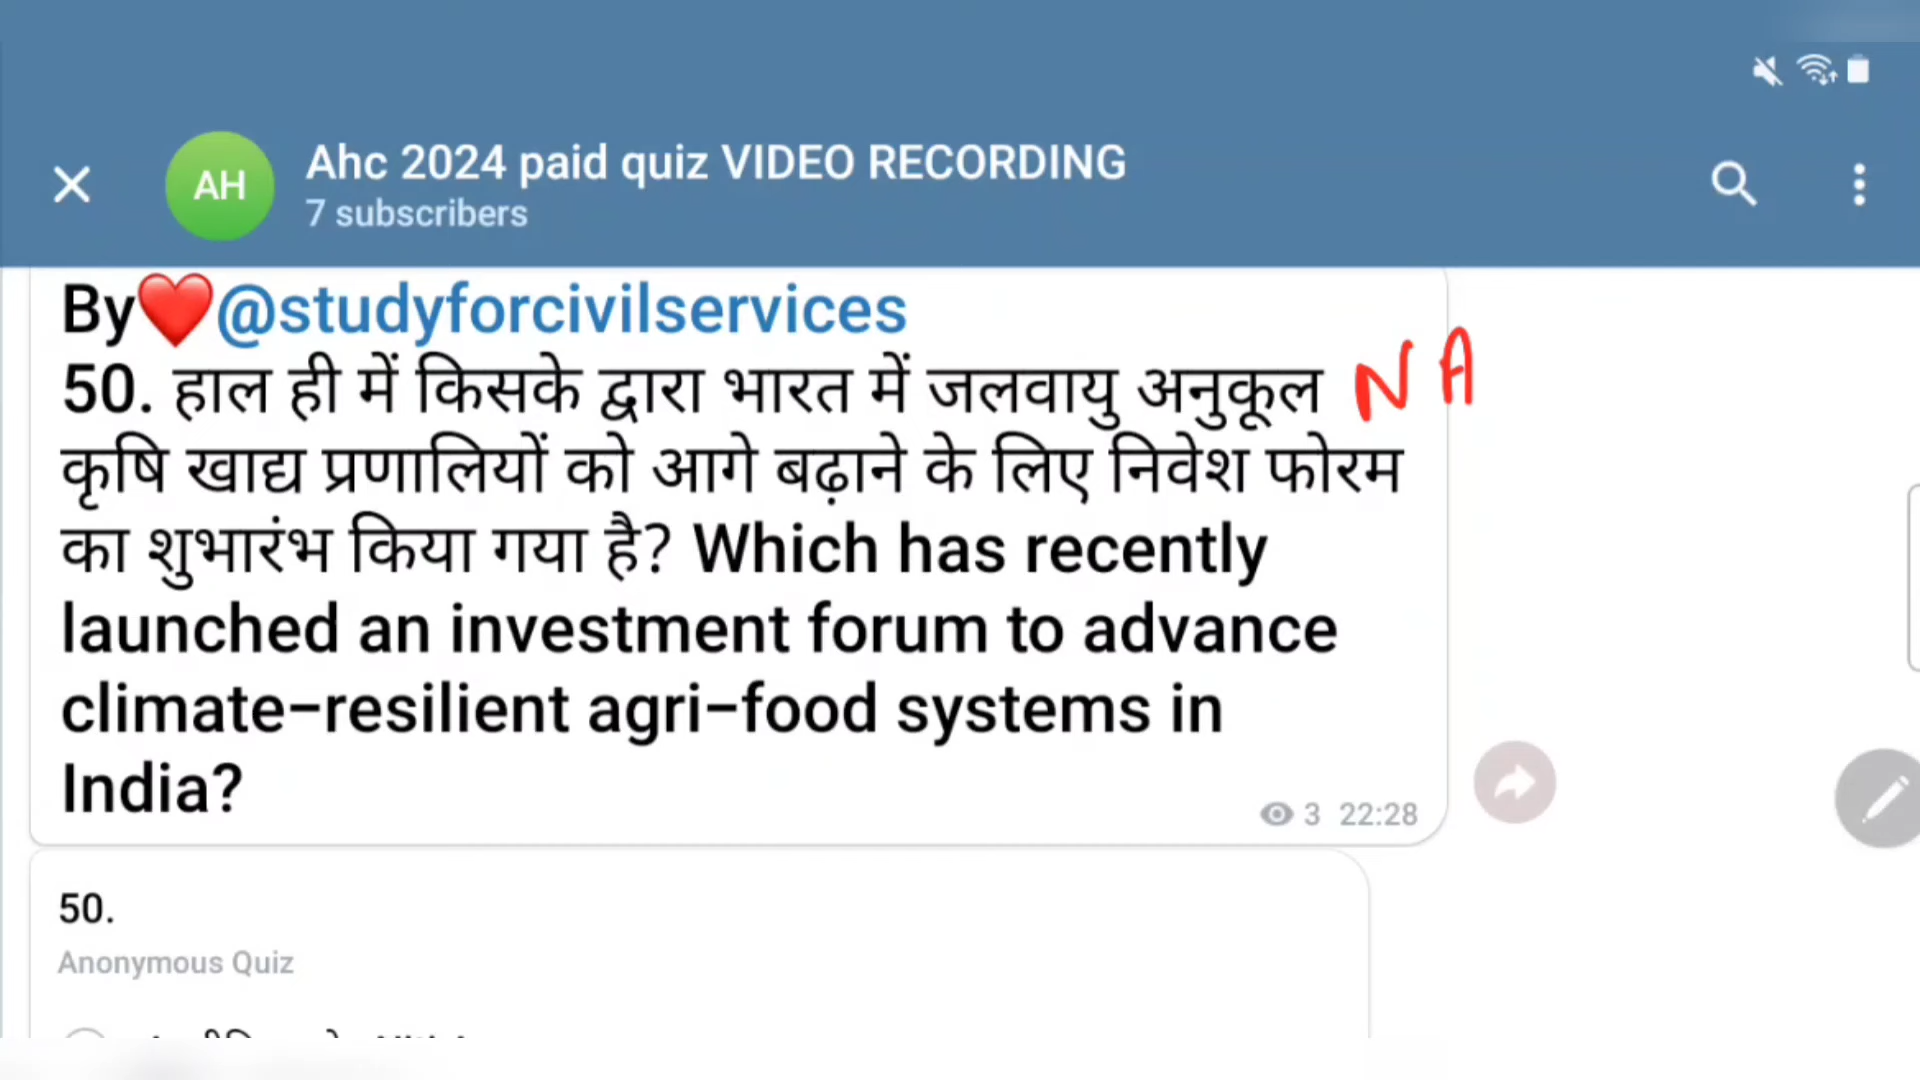 Ahc 2024 paid quiz VIDEO RECORDING
AH
7 subscribers
By❤️@studyforcivilservices
50. हाल ही में किसके द्वारा भारत में जलवायु अनुकूल NA
कृषि खाद्य प्रणालियों को आगे बढ़ाने के लिए निवेश फोरम
का शुभारंभ किया गया है? Which has recently
launched an investment forum to advance
climate-resilient agri-food systems in
India?
3 22:28
50.
Anonymous Quiz